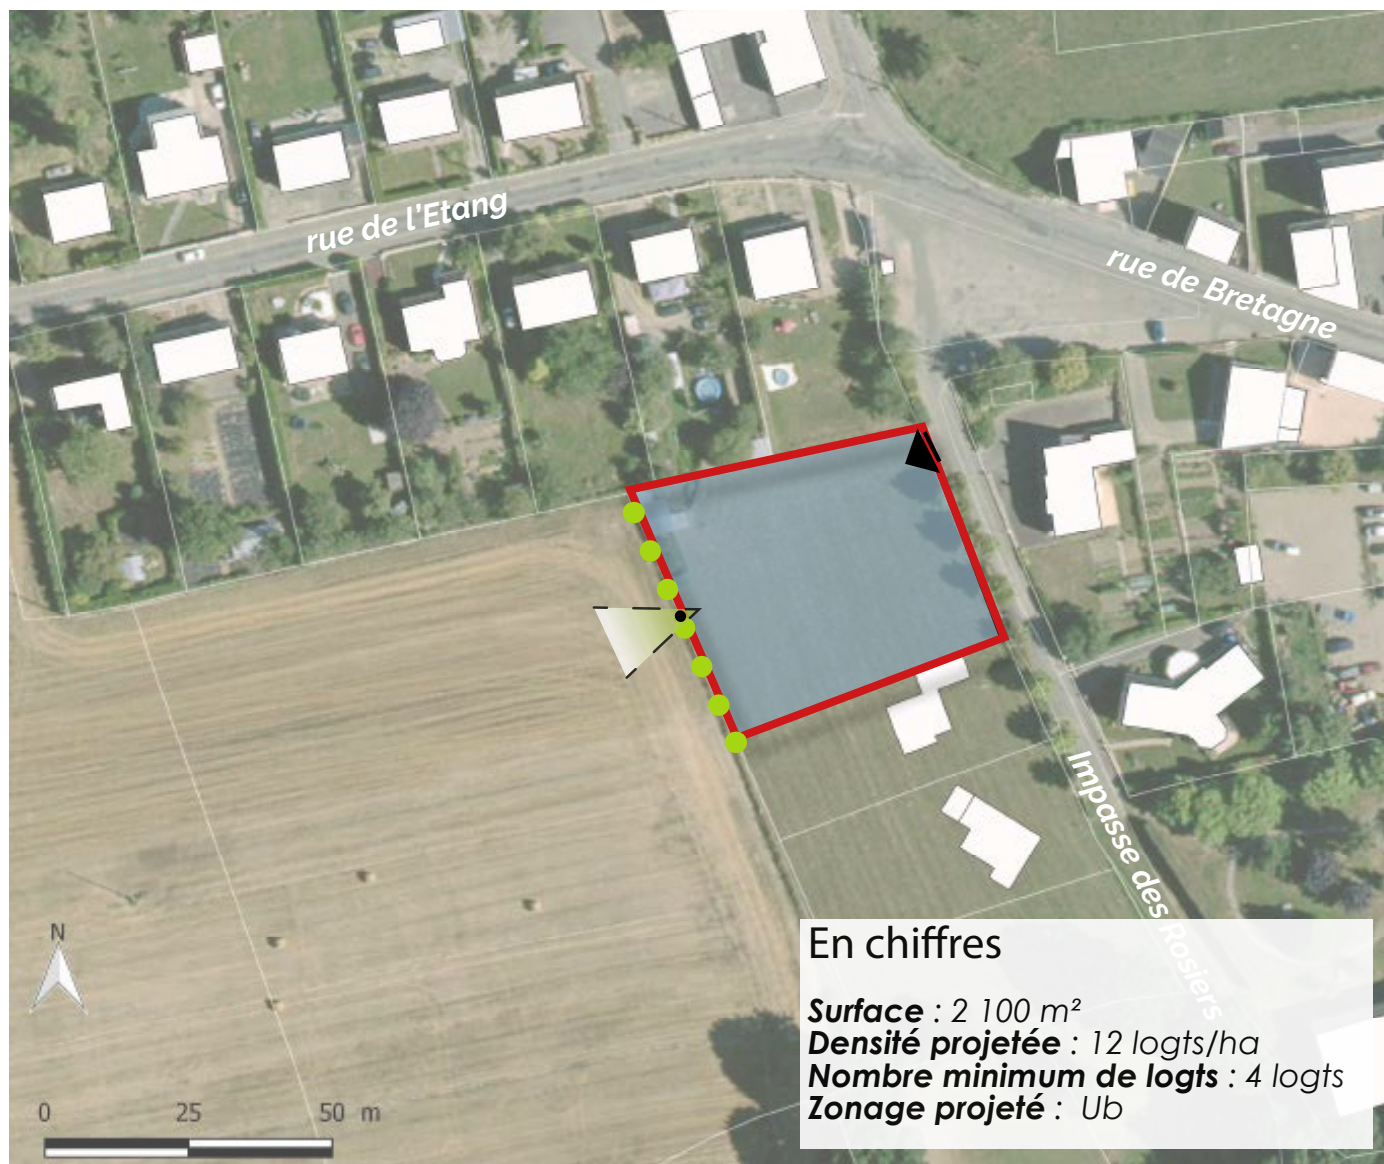 rue de l'Etang
rue de Bretagne
Impasse des Rosiers
N
0 25 50 m
En chiffres
Surface : 2 100 m²
Densité projetée : 12 logts/ha
Nombre minimum de logts : 4 logts
Zonage projeté : Ub